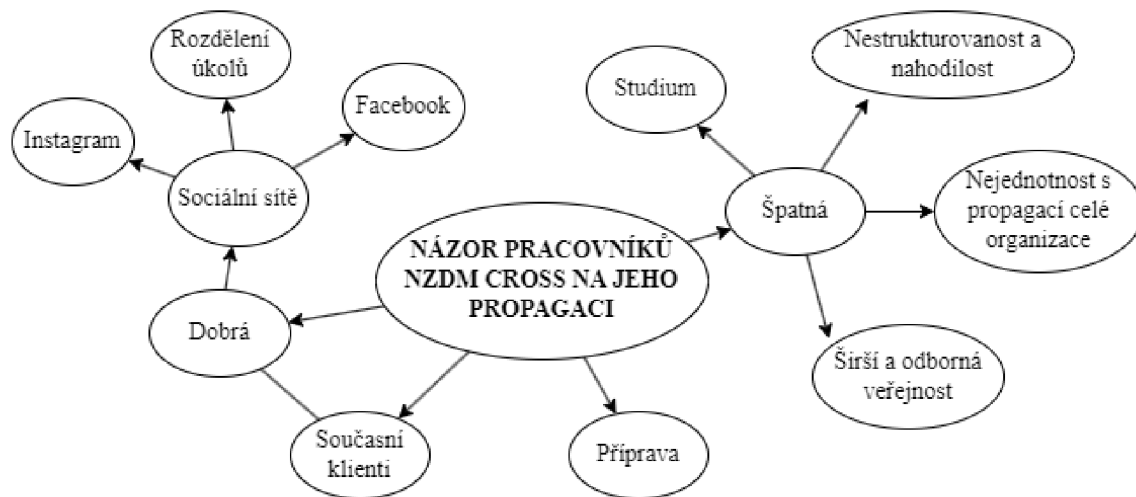 Rozdělení
úkolů
Instagram
Facebook
Sociální sítě
Dobrá
Současní
klienti
NÁZOR PRACOVNÍKŮ
NZDM CROSS NA JEHO
PROPAGACI
Příprava
Studium
Špatná
Nestrukturovanost a
nahodilost
Nejednotnost s
propagací celé
organizace
Širší a odborná
veřejnost